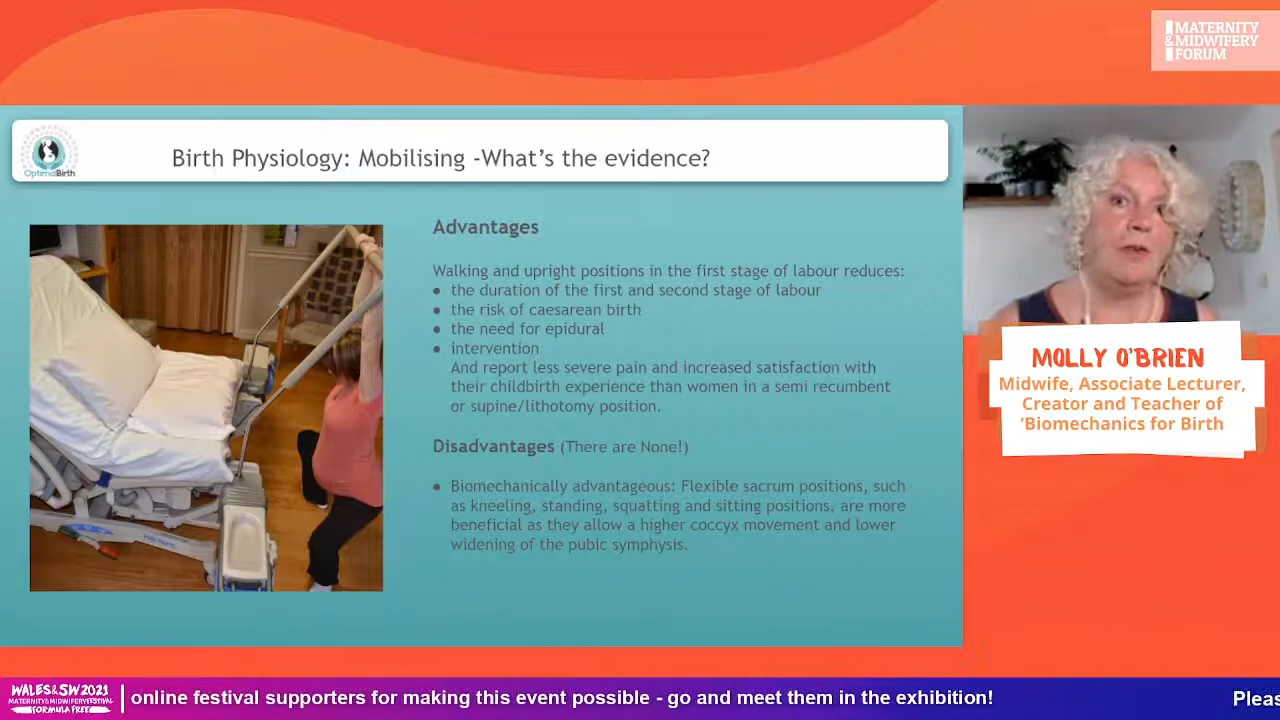 MATERNITY
&MIDWIFERY
FORUM
OptimalBirth
Birth Physiology: Mobilising -What’s the evidence?
Advantages
Walking and upright positions in the first stage of labour reduces:
• the duration of the first and second stage of labour
• the risk of caesarean birth
• the need for epidural
• intervention
And report less severe pain and increased satisfaction with
their childbirth experience than women in a semi recumbent
or supine/lithotomy position.
Disadvantages (There are None!)
• Biomechanically advantageous: Flexible sacrum positions, such
as kneeling, standing, squatting and sitting positions, are more
beneficial as they allow a higher coccyx movement and lower
widening of the pubic symphysis.
MOLLY O'BRIEN
Midwife, Associate Lecturer,
Creator and Teacher of
‘Biomechanics for Birth
WALES&SW2021
MATERNITY&MIDWIFERYFESTIVAL
FORMULA FREE
online festival supporters for making this event possible - go and meet them in the exhibition!
Pleas